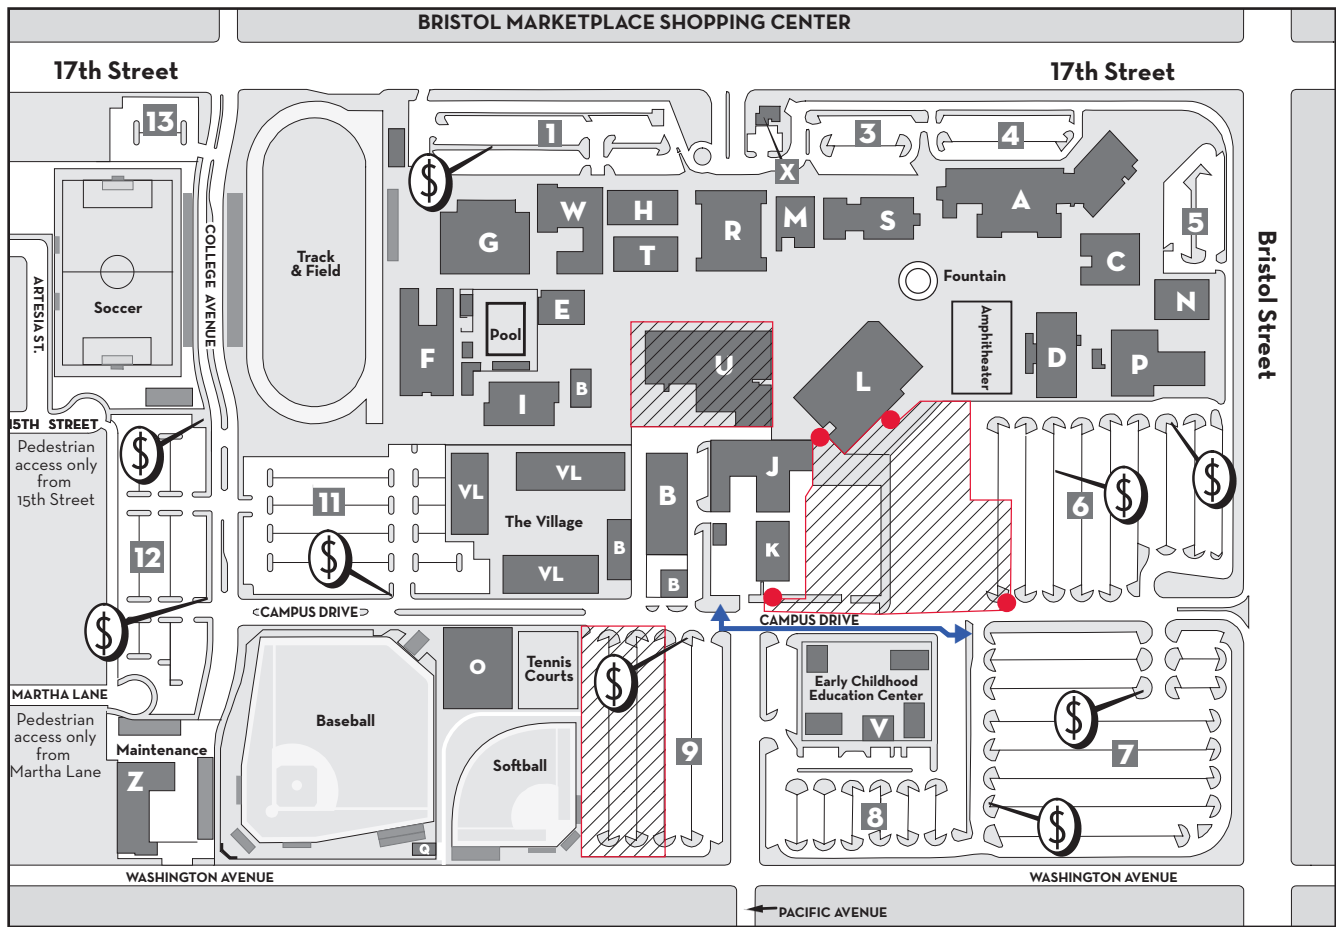 BRISTOL MARKETPLACE SHOPPING CENTER
17th Street
17th Street
13
1
3
4
$
X
5
W
H
G
T
R
M
S
A
C
COLLEGE AVENUE
Track
& Field
Fountain
Bristol Street
ARTESIA ST.
Soccer
E
Pool
N
F
U
Amphitheater
D
P
I
B
L
15TH STREET
Pedestrian
access only
from
15th Street
$
11
VL
VL
The Village
B
J
6
$
$
12
$
B
VL
B
K
$
CAMPUS DRIVE
CAMPUS DRIVE
O
Tennis
Courts
$
Early Childhood
Education Center
V
MARTHA LANE
Pedestrian
access only
from
Martha Lane
Baseball
$
Maintenance
Z
Softball
9
7
8
$
Q
WASHINGTON AVENUE
WASHINGTON AVENUE
PACIFIC AVENUE